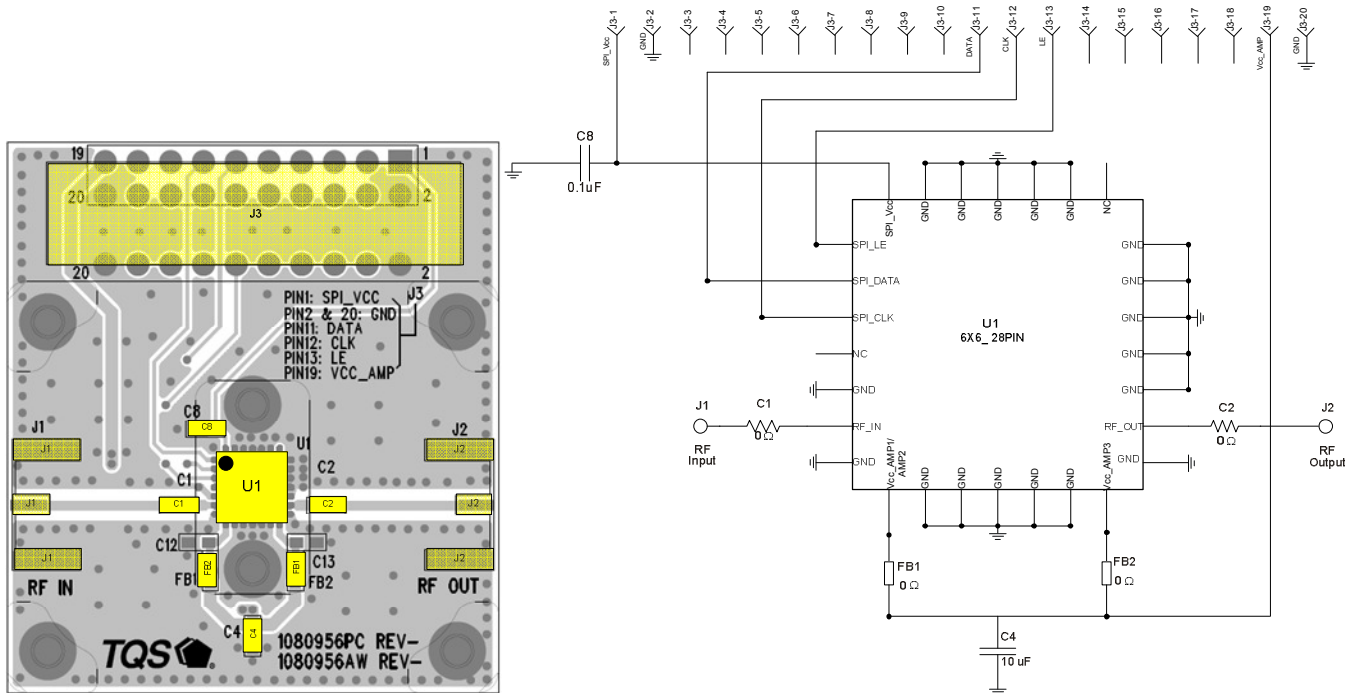 J3-1
J3-2
J3-3
J3-4
J3-5
J3-6
J3-7
J3-8
J3-9
J3-10
J3-11
J3-12
J3-13
J3-14
J3-15
J3-16
J3-17
J3-18
J3-19
J3-20
SPI_Vcc
GND
DATA
CLK
LE
Vcc_AMP
GND
19
1
20
2
J3
20
2
PIN1: SPI_VCC
J3
PIN2 & 20: GND
PIN11: DATA
PIN12: CLK
PIN13: LE
PIN19: VCC_AMP
C8
C8
J1
J1
U1
J2
J2
C1
U1
C2
J1
C1
C2
J2
C12
C13
J1
FB2
FB1
J2
FB1
FB2
RF IN
RF OUT
C4
C4
TQS
1080956PC REV-
1080956AW REV-
C8
0.1uF
SPI_Vcc
GND
GND
GND
GND
GND
NC
SPI_LE
SPI_DATA
SPI_CLK
NC
GND
RF_IN
GND
U1
6X6_28PIN
GND
GND
GND
GND
GND
RF_OUT
GND
Vcc_AMP1/
AMP2
GND
GND
GND
GND
GND
Vcc_AMP3
J1
RF
Input
C1
0Ω
C2
0Ω
J2
RF
Output
FB1
0Ω
FB2
0Ω
C4
10 uF